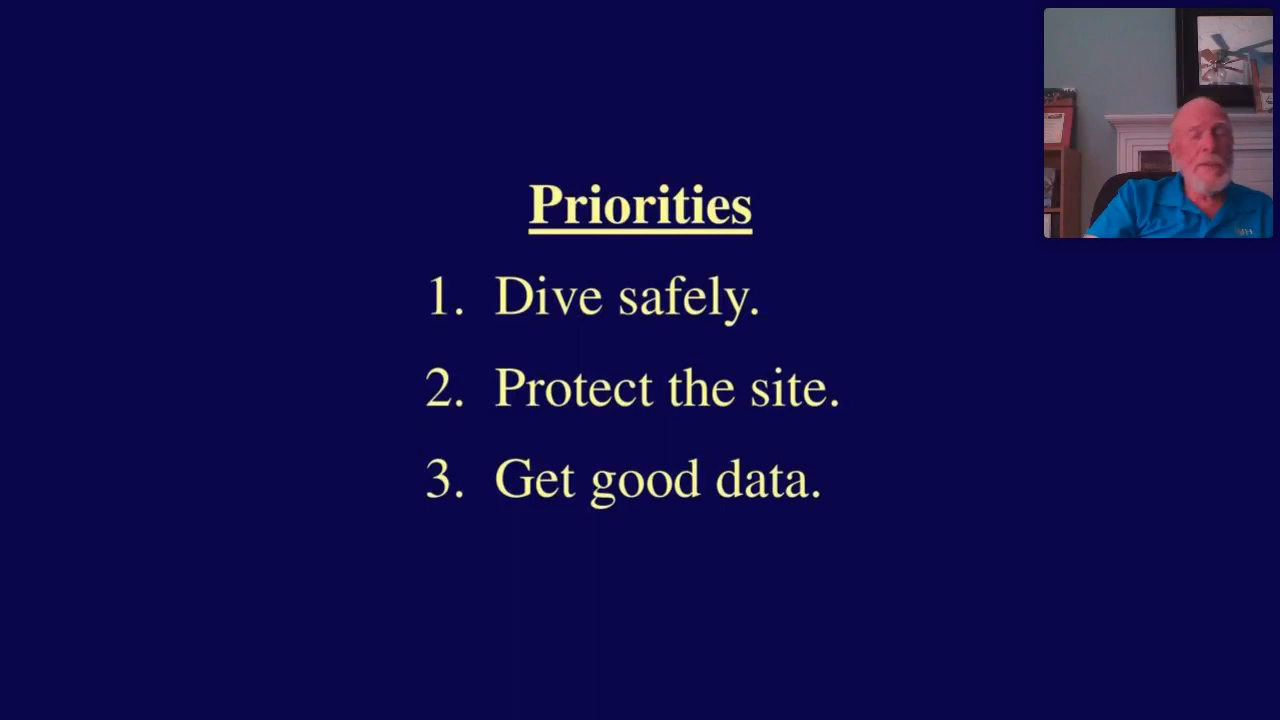 Priorities
1. Dive safely.
2. Protect the site.
3. Get good data.